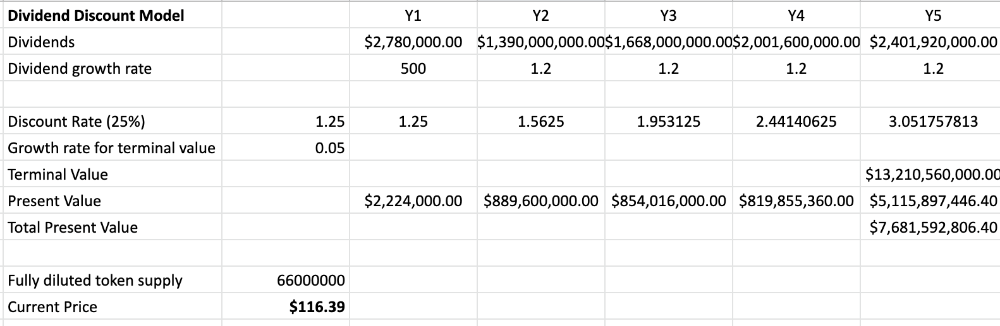 Dividend Discount Model Y1 Y2 Y3 Y4 Y5
Dividends $2,780,000.00 $1,390,000,000.00 $1,668,000,000.00 $2,001,600,000.00 $2,401,920,000.00
Dividend growth rate 500 1.2 1.2 1.2 1.2
Discount Rate (25%) 1.25 1.25 1.5625 1.953125 2.44140625 3.051757813
Growth rate for terminal value 0.05
Terminal Value $13,210,560,000.00
Present Value $2,224,000.00 $889,600,000.00 $854,016,000.00 $819,855,360.00 $5,115,897,446.40
Total Present Value $7,681,592,806.40
Fully diluted token supply 66000000
Current Price $116.39